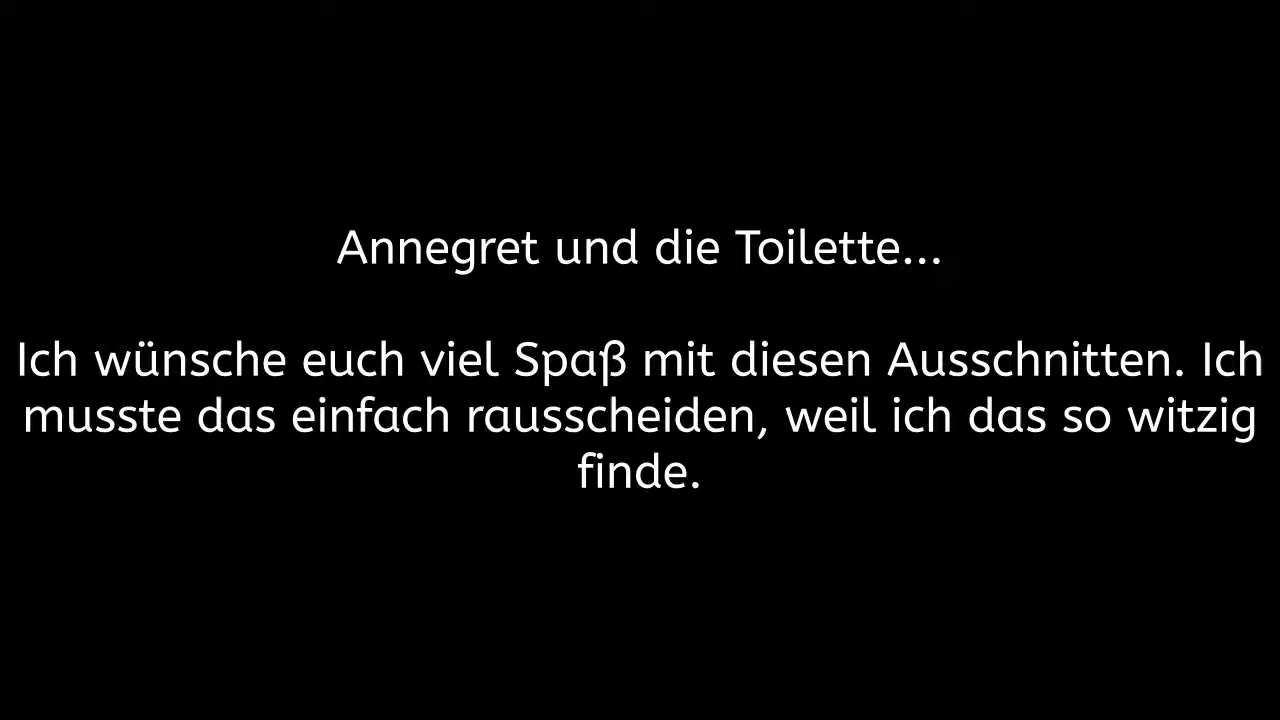 Annegret und die Toilette...
Ich wünsche euch viel Spaß mit diesen Ausschnitten. Ich
musste das einfach rausscheiden, weil ich das so witzig
finde.